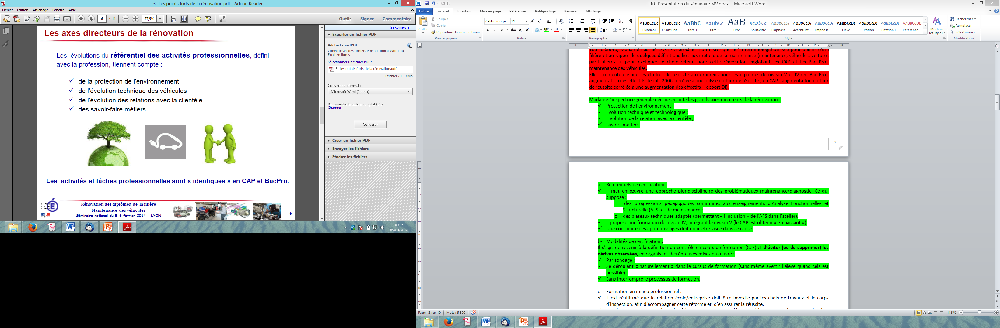 3- Les points forts de la rénovation.pdf - Adobe Reader
Fichier Edition Affichage Fenêtre Aide
6 / 11 77,5% Outils Signer Commentaire
Les axes directeurs de la rénovation
Les évolutions du référentiel des activités professionnelles, défini
avec la profession, tiennent compte :
✓ de la protection de l'environnement
✓ de l'évolution technique des véhicules
✓ de l'évolution des relations avec la clientèle
✓ des savoir-faire métiers
Les activités et tâches professionnelles sont « identiques » en CAP et BacPro.
Rénovation des diplômes de la filière
Maintenance des véhicules
Séminaire national du 5-6 février 2014 - LYON
6
Se connecter
Exporter un fichier PDF
Adobe ExportPDF
Convertissez des fichiers PDF au format Word ou
Excel en ligne.
Sélectionner un fichier PDF :
3- Les points forts de la rénovation.pdf
1 fichier / 1.19 Mo
Convertir au format :
Microsoft Word (*.docx)
Reconnaître le texte en English(U.S.)
Changer
Convertir
Créer un fichier PDF
Envoyer les fichiers
Stocker les fichiers
09:05
05/03/2014
10- Présentation du séminaire MV.docx - Microsoft Word
Fichier Accueil Insertion Mise en page Références Publipostage Révision Affichage
Coller
Couper
Copier
Reproduire la mise en forme
Presse-papiers
Calibri (Corps 11
Police
Paragraphe
AaBbCcDc AaBbCcDc AaBbC AaBbCc AaB AaBbCc. AaBbCcDc AaBbCcDc AaBbCcDc AaBbCcDc AaBbCcDc AaBbCcDc AABBCCDD
¶ Normal ¶ Sans int... Titre 1 Titre 2 Titre Sous-titre Emphase ... Accentuat... Emphase i... Élevé Citation Citation i... Référence...
Style
Modifier
les styles
Rechercher
Remplacer
Sélectionner
Modification
Tout d'abord, Madame Pascale COSTA a procédé à un historique de la terminologie utilisée pour définir cette
filière et au rappel de quelques définitions liés aux métiers de la maintenance (maintenance, véhicules, voitures
particulières...), pour expliquer le choix retenu pour cette rénovation englobant les CAP et les Bac Pro :
maintenance des véhicules.
Elle commente ensuite les chiffres de réussite aux examens pour les diplômes de niveau V et IV (en Bac Pro :
augmentation des effectifs depuis 2006 corrélée à une baisse du taux de réussite ; en CAP : augmentation du taux
de réussite corrélée à une augmentation des effectifs – apport DI).
Madame l'inspectrice générale décline ensuite les grands axes directeurs de la rénovation :
✓ Protection de l'environnement ;
✓ Evolution technique et technologique ;
✓ Evolution de la relation avec la clientèle ;
✓ Savoirs métiers.
2
a- Référentiels de certification :
✓ Il met en œuvre une approche pluridisciplinaire des problématiques maintenance/diagnostic. Ce qui
suppose :
o des progressions pédagogiques communes aux enseignements d'Analyse Fonctionnelles et
Structurelle (AFS) et de maintenance ;
o des plateaux techniques adaptés (permettant « l'inclusion » de l'AFS dans l'atelier).
✓ Il propose une formation de niveau IV, intégrant le niveau V (le CAP est obtenu « en passant »).
✓ Une continuité des apprentissages doit donc être visée dans ce cadre.
b- Modalités de certification :
Il s'agit de revenir à la définition du contrôle en cours de formation (CCF) et d'éviter (ou de supprimer) les
dérives observées, en organisant des épreuves mises en œuvre :
✓ Par sondage ;
✓ Se déroulant « naturellement » dans le cursus de formation (sans même avertir l'élève quand cela est
possible) ;
✓ Sans interrompre le processus de formation.
c- Formation en milieu professionnel :
✓ Il est réaffirmé que la relation école/entreprise doit être investie par les chefs de travaux et le corps
d'inspection, afin d'accompagner cette réforme et d'en assurer la réussite.
Page : 3 sur 10 Mots : 5 320 116 %